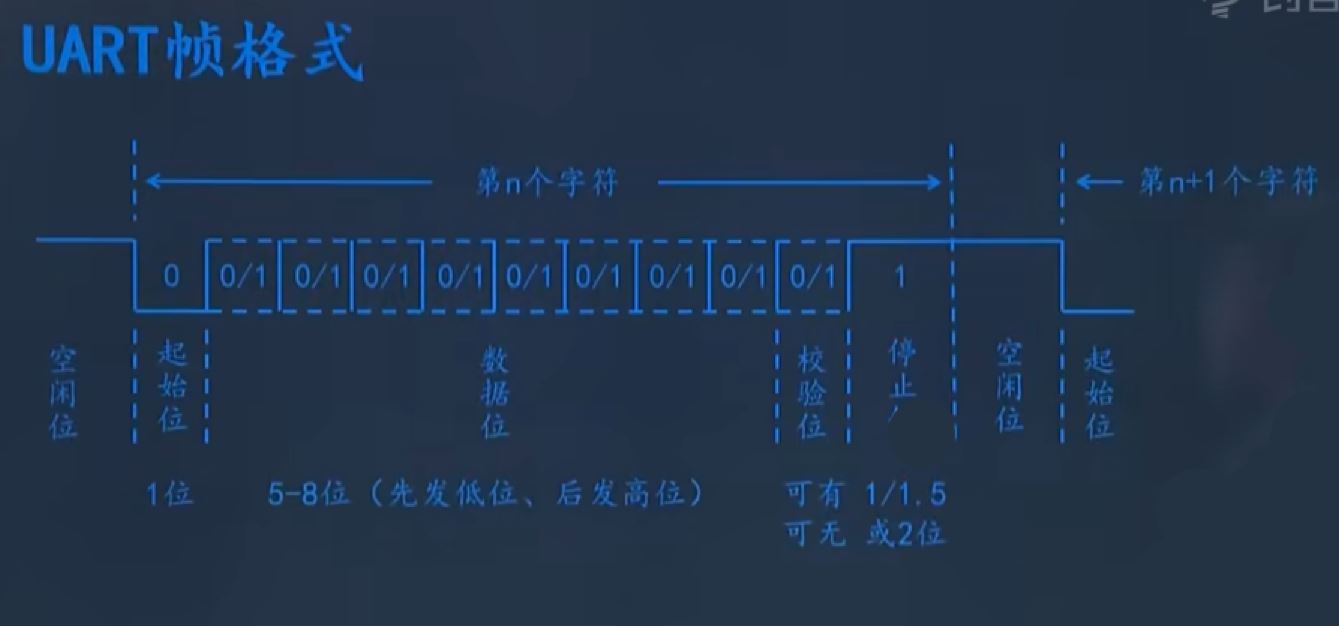 UART帧格式
第n个字符
第n+1个字符
0 0/1 0/1 0/1 0/1 0/1 0/1 0/1 0/1 0/1 1
空闲位
起始位
数据位
校验位
停止
空闲位
起始位
1位
5-8位（先发低位、后发高位）
可有 1/1.5
可无 或2位